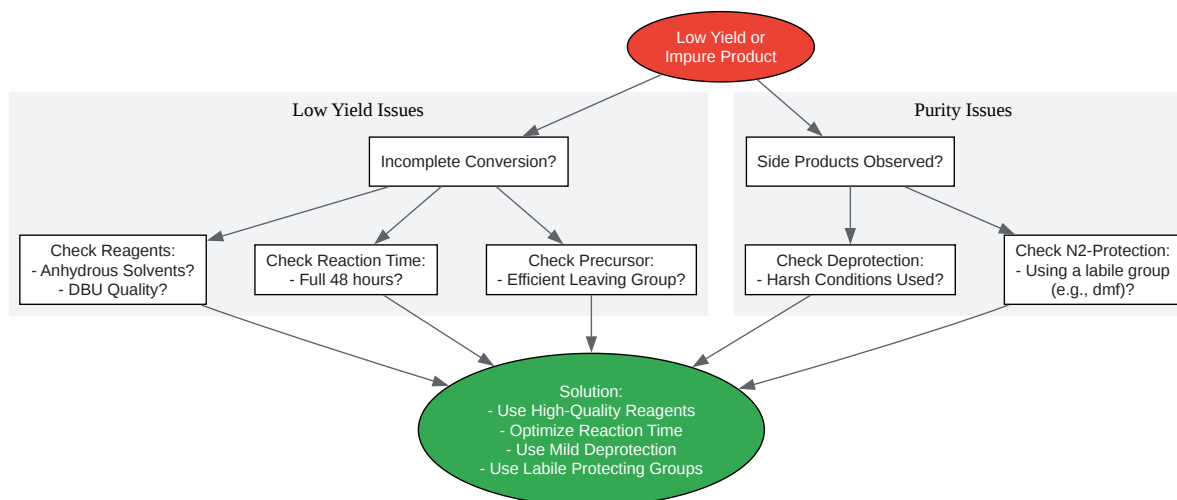 Low Yield or
Impure Product
Low Yield Issues
Purity Issues
Incomplete Conversion?
Side Products Observed?
Check Reagents:
- Anhydrous Solvents?
- DBU Quality?
Check Reaction Time:
- Full 48 hours?
Check Precursor:
- Efficient Leaving Group?
Check Deprotection:
- Harsh Conditions Used?
Check N2-Protection:
- Using a labile group
(e.g., dmf)?
Solution:
- Use High-Quality Reagents
- Optimize Reaction Time
- Use Mild Deprotection
- Use Labile Protecting Groups